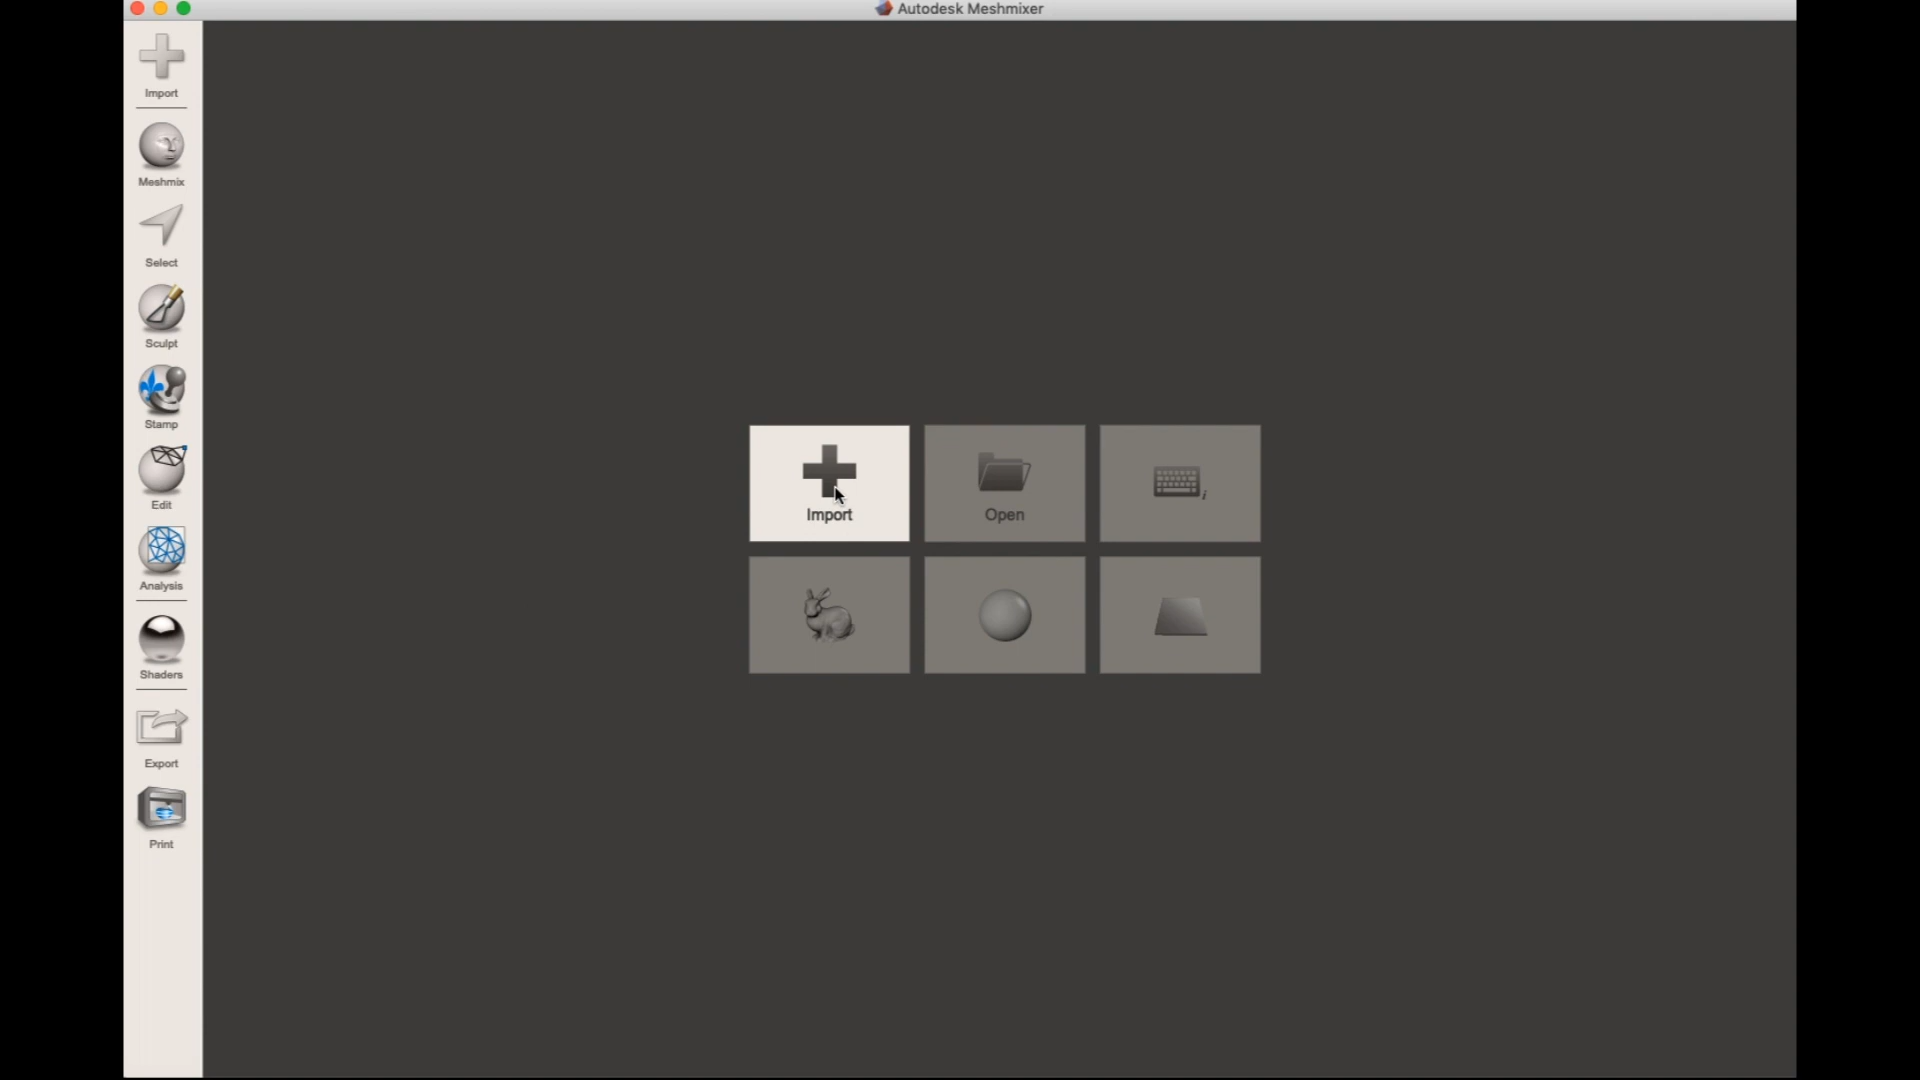 Autodesk Meshmixer
Import
Meshmix
Select
Sculpt
Stamp
Edit
Analysis
Shaders
Export
Print
Import
Open
i